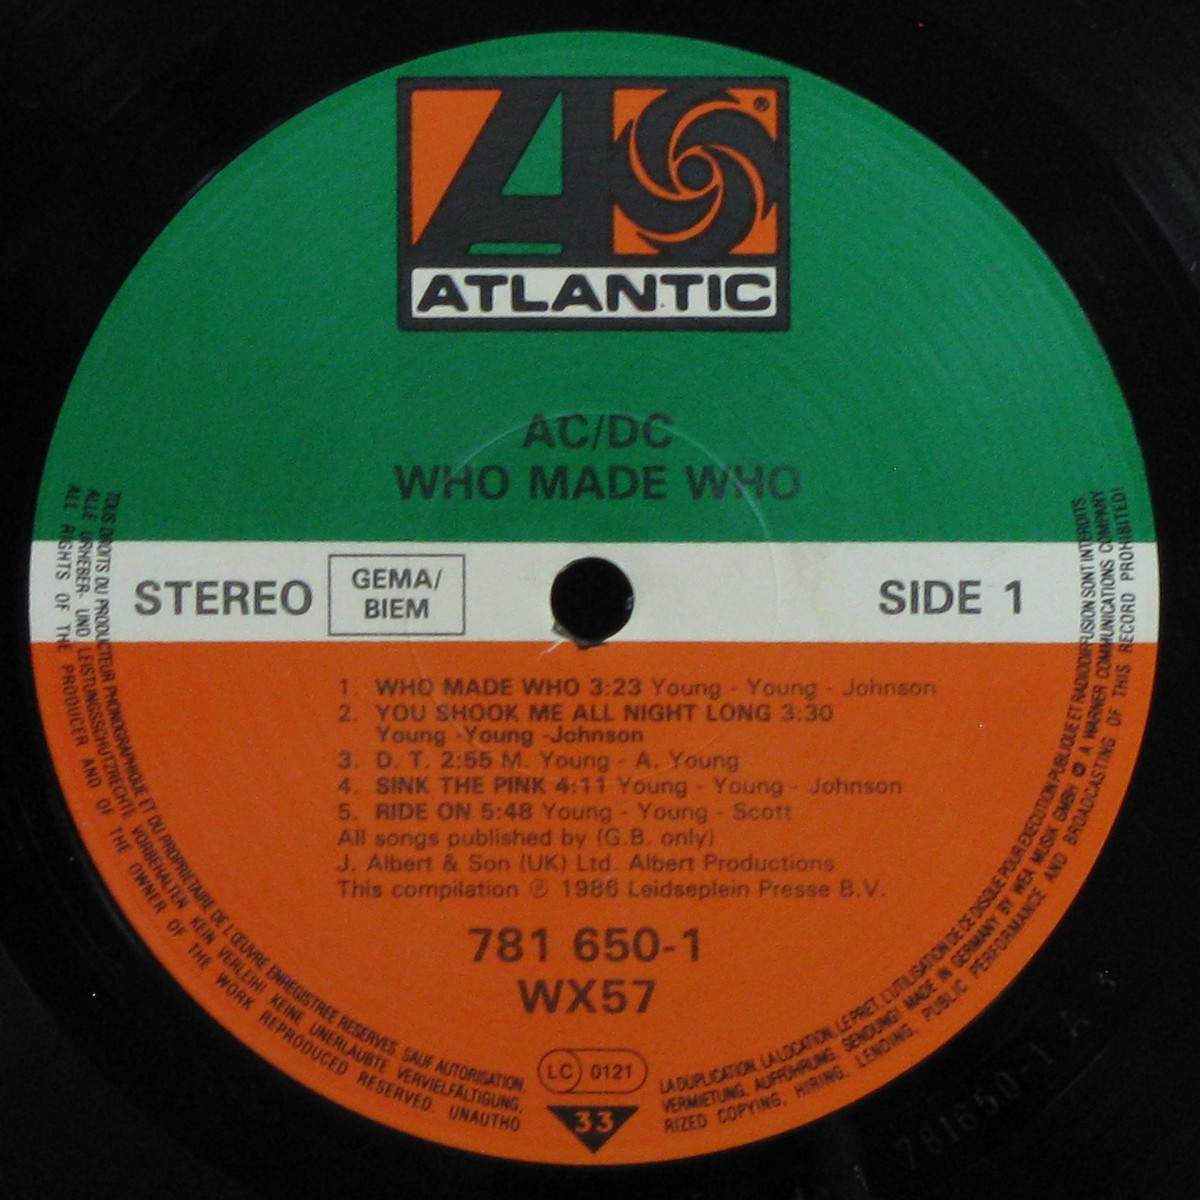 ®
ATLANTIC
AC/DC
WHO MADE WHO
STEREO
GEMA/
BIEM
SIDE 1
1. WHO MADE WHO 3:23 Young - Young - Johnson
2. YOU SHOOK ME ALL NIGHT LONG 3:30
Young -Young -Johnson
3. D. T. 2:55 M. Young - A. Young
4. SINK THE PINK 4:11 Young - Young - Johnson
5. RIDE ON 5:48 Young - Young - Scott
All songs published by (G.B. only)
J. Albert & Son (UK) Ltd. Albert Productions
This compilation ℗ 1986 Leidseplein Presse B.V.
781 650-1
WX57
LC 0121
33
TOUS DROITS DU PRODUCTEUR PHONOGRAPHIQUE ET DU PROPRIETAIRE DE L'ŒUVRE ENREGISTREE RESERVES. SAUF AUTORISATION, LA DUPLICATION, LA LOCATION, LE PRET, L'UTILISATION DE CE DISQUE POUR EXECUTION PUBLIQUE ET RADIODIFFUSION SONT INTERDITS
ALLE URHEBER- UND LEISTUNGSSCHUTZRECHTE VORBEHALTEN KEIN VERLEIH! KEINE UNERLAUBTE VERVIELFÄLTIGUNG, VERMIETUNG, AUFFÜHRUNG, SENDUNG! MADE IN GERMANY BY WEA MUSIK GMBH A WARNER COMMUNICATIONS COMPANY
ALL RIGHTS OF THE PRODUCER AND OF THE OWNER OF THE WORK REPRODUCED RESERVED UNAUTHORIZED COPYING, HIRING, LENDING, PUBLIC PERFORMANCE AND BROADCASTING OF THIS RECORD PROHIBITED!
781650-1 A 3